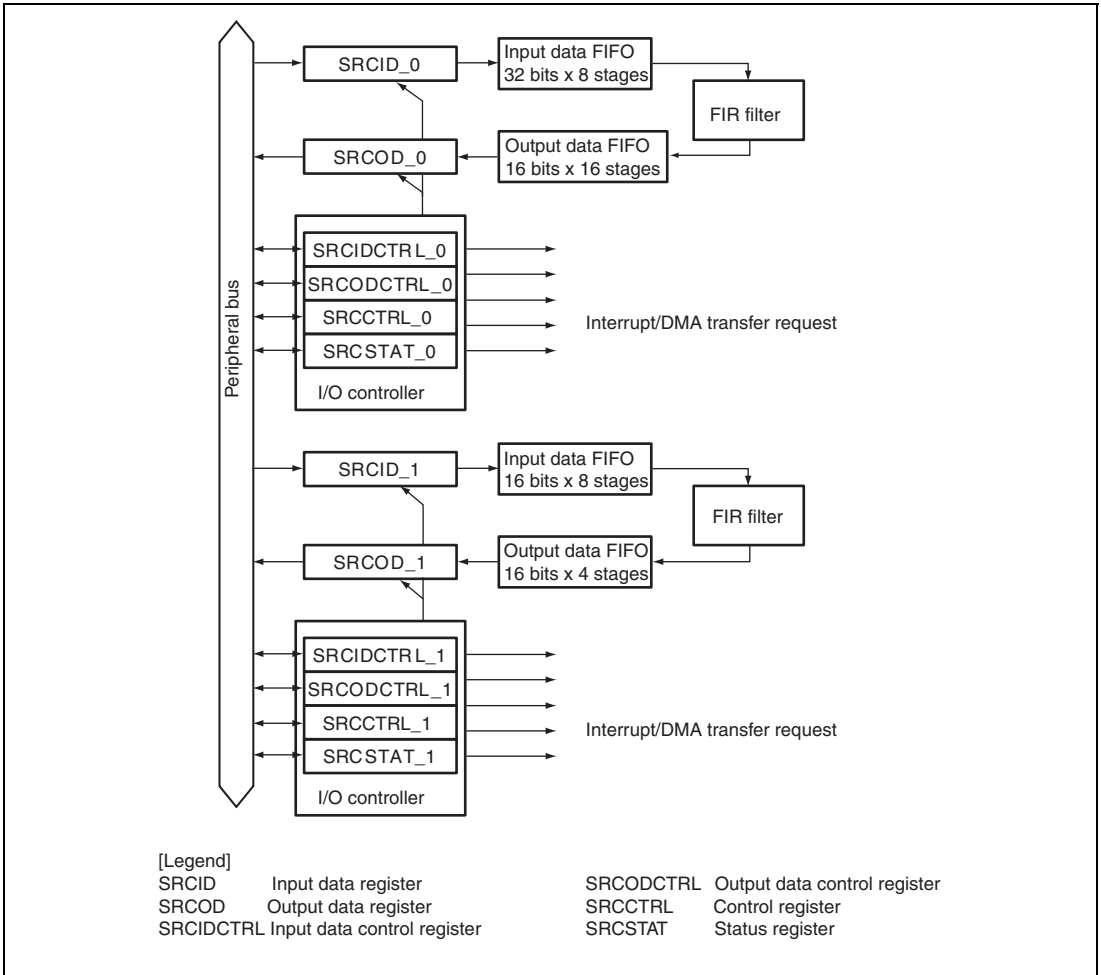 Peripheral bus
SRCID_0
Input data FIFO
32 bits x 8 stages
FIR filter
SRCOD_0
Output data FIFO
16 bits x 16 stages
SRCIDCTRL_0
SRCODCTRL_0
SRCCTRL_0
SRCSTAT_0
I/O controller
Interrupt/DMA transfer request
SRCID_1
Input data FIFO
16 bits x 8 stages
FIR filter
SRCOD_1
Output data FIFO
16 bits x 4 stages
SRCIDCTRL_1
SRCODCTRL_1
SRCCTRL_1
SRCSTAT_1
I/O controller
Interrupt/DMA transfer request
[Legend]
SRCID Input data register
SRCOD Output data register
SRCIDCTRL Input data control register
SRCODCTRL Output data control register
SRCCTRL Control register
SRCSTAT Status register